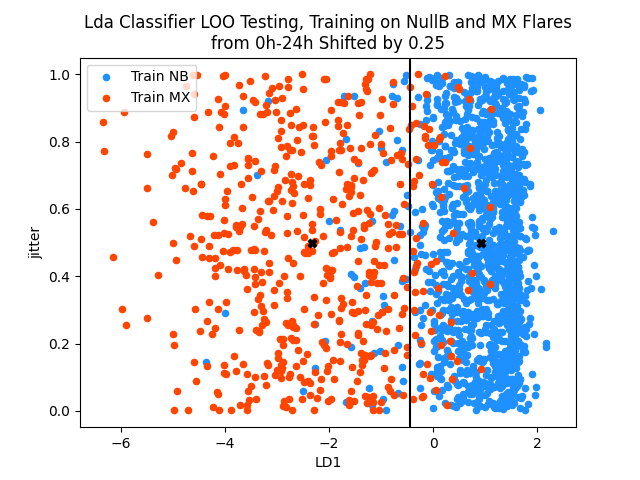 Lda Classifier LOO Testing, Training on NullB and MX Flares
from 0h-24h Shifted by 0.25
Train NB
Train MX
1.0
0.8
0.6
0.4
0.2
0.0
jitter
−6
−4
−2
0
2
LD1